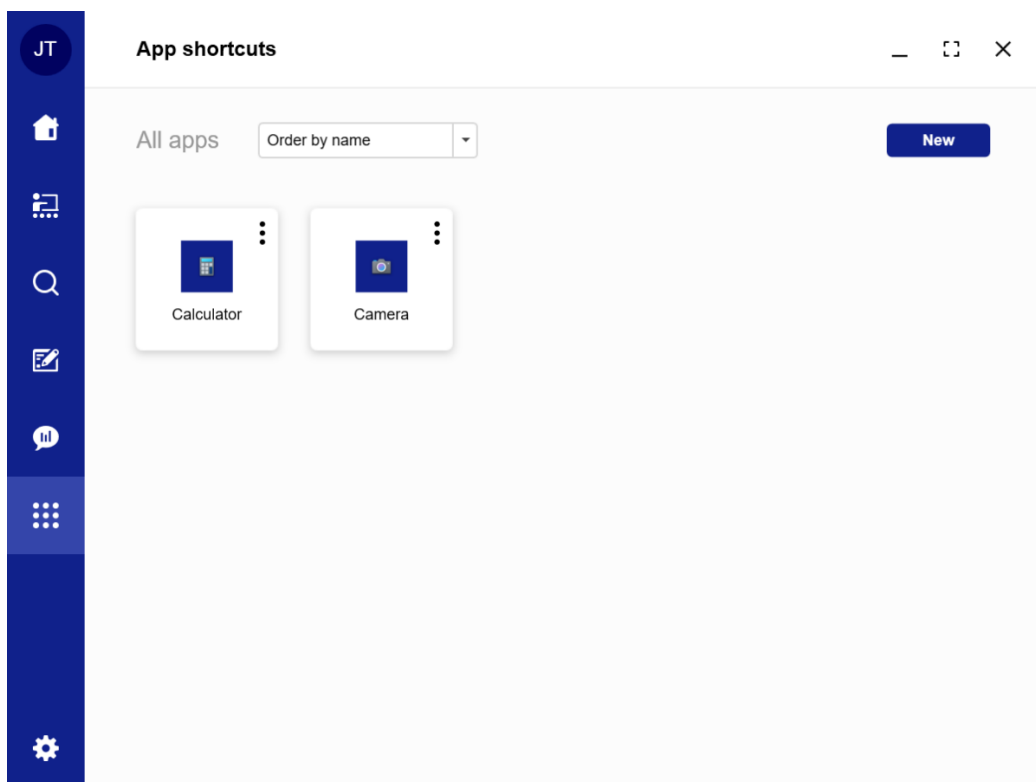 JT
App shortcuts
All apps
Order by name
New
Calculator
Camera